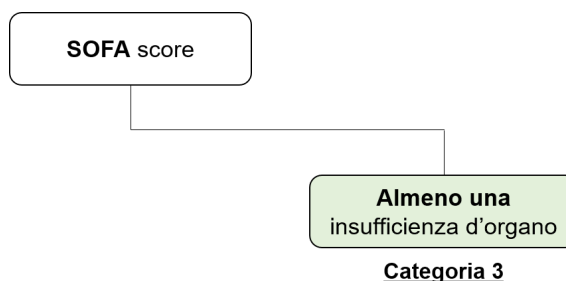 SOFA score
Almeno una
insufficienza d'organo
Categoria 3